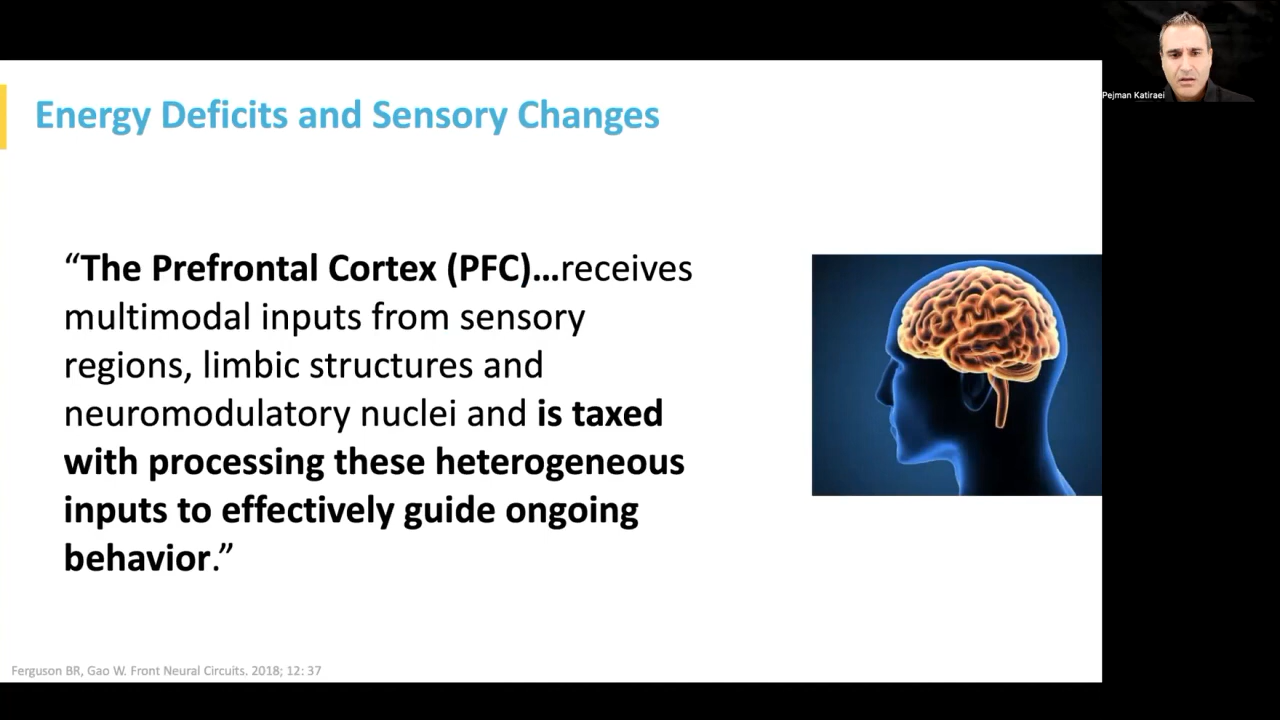 Pejman Katiraei
Energy Deficits and Sensory Changes
“The Prefrontal Cortex (PFC)…receives
multimodal inputs from sensory
regions, limbic structures and
neuromodulatory nuclei and is taxed
with processing these heterogeneous
inputs to effectively guide ongoing
behavior.”
Ferguson BR, Gao W. Front Neural Circuits. 2018; 12: 37